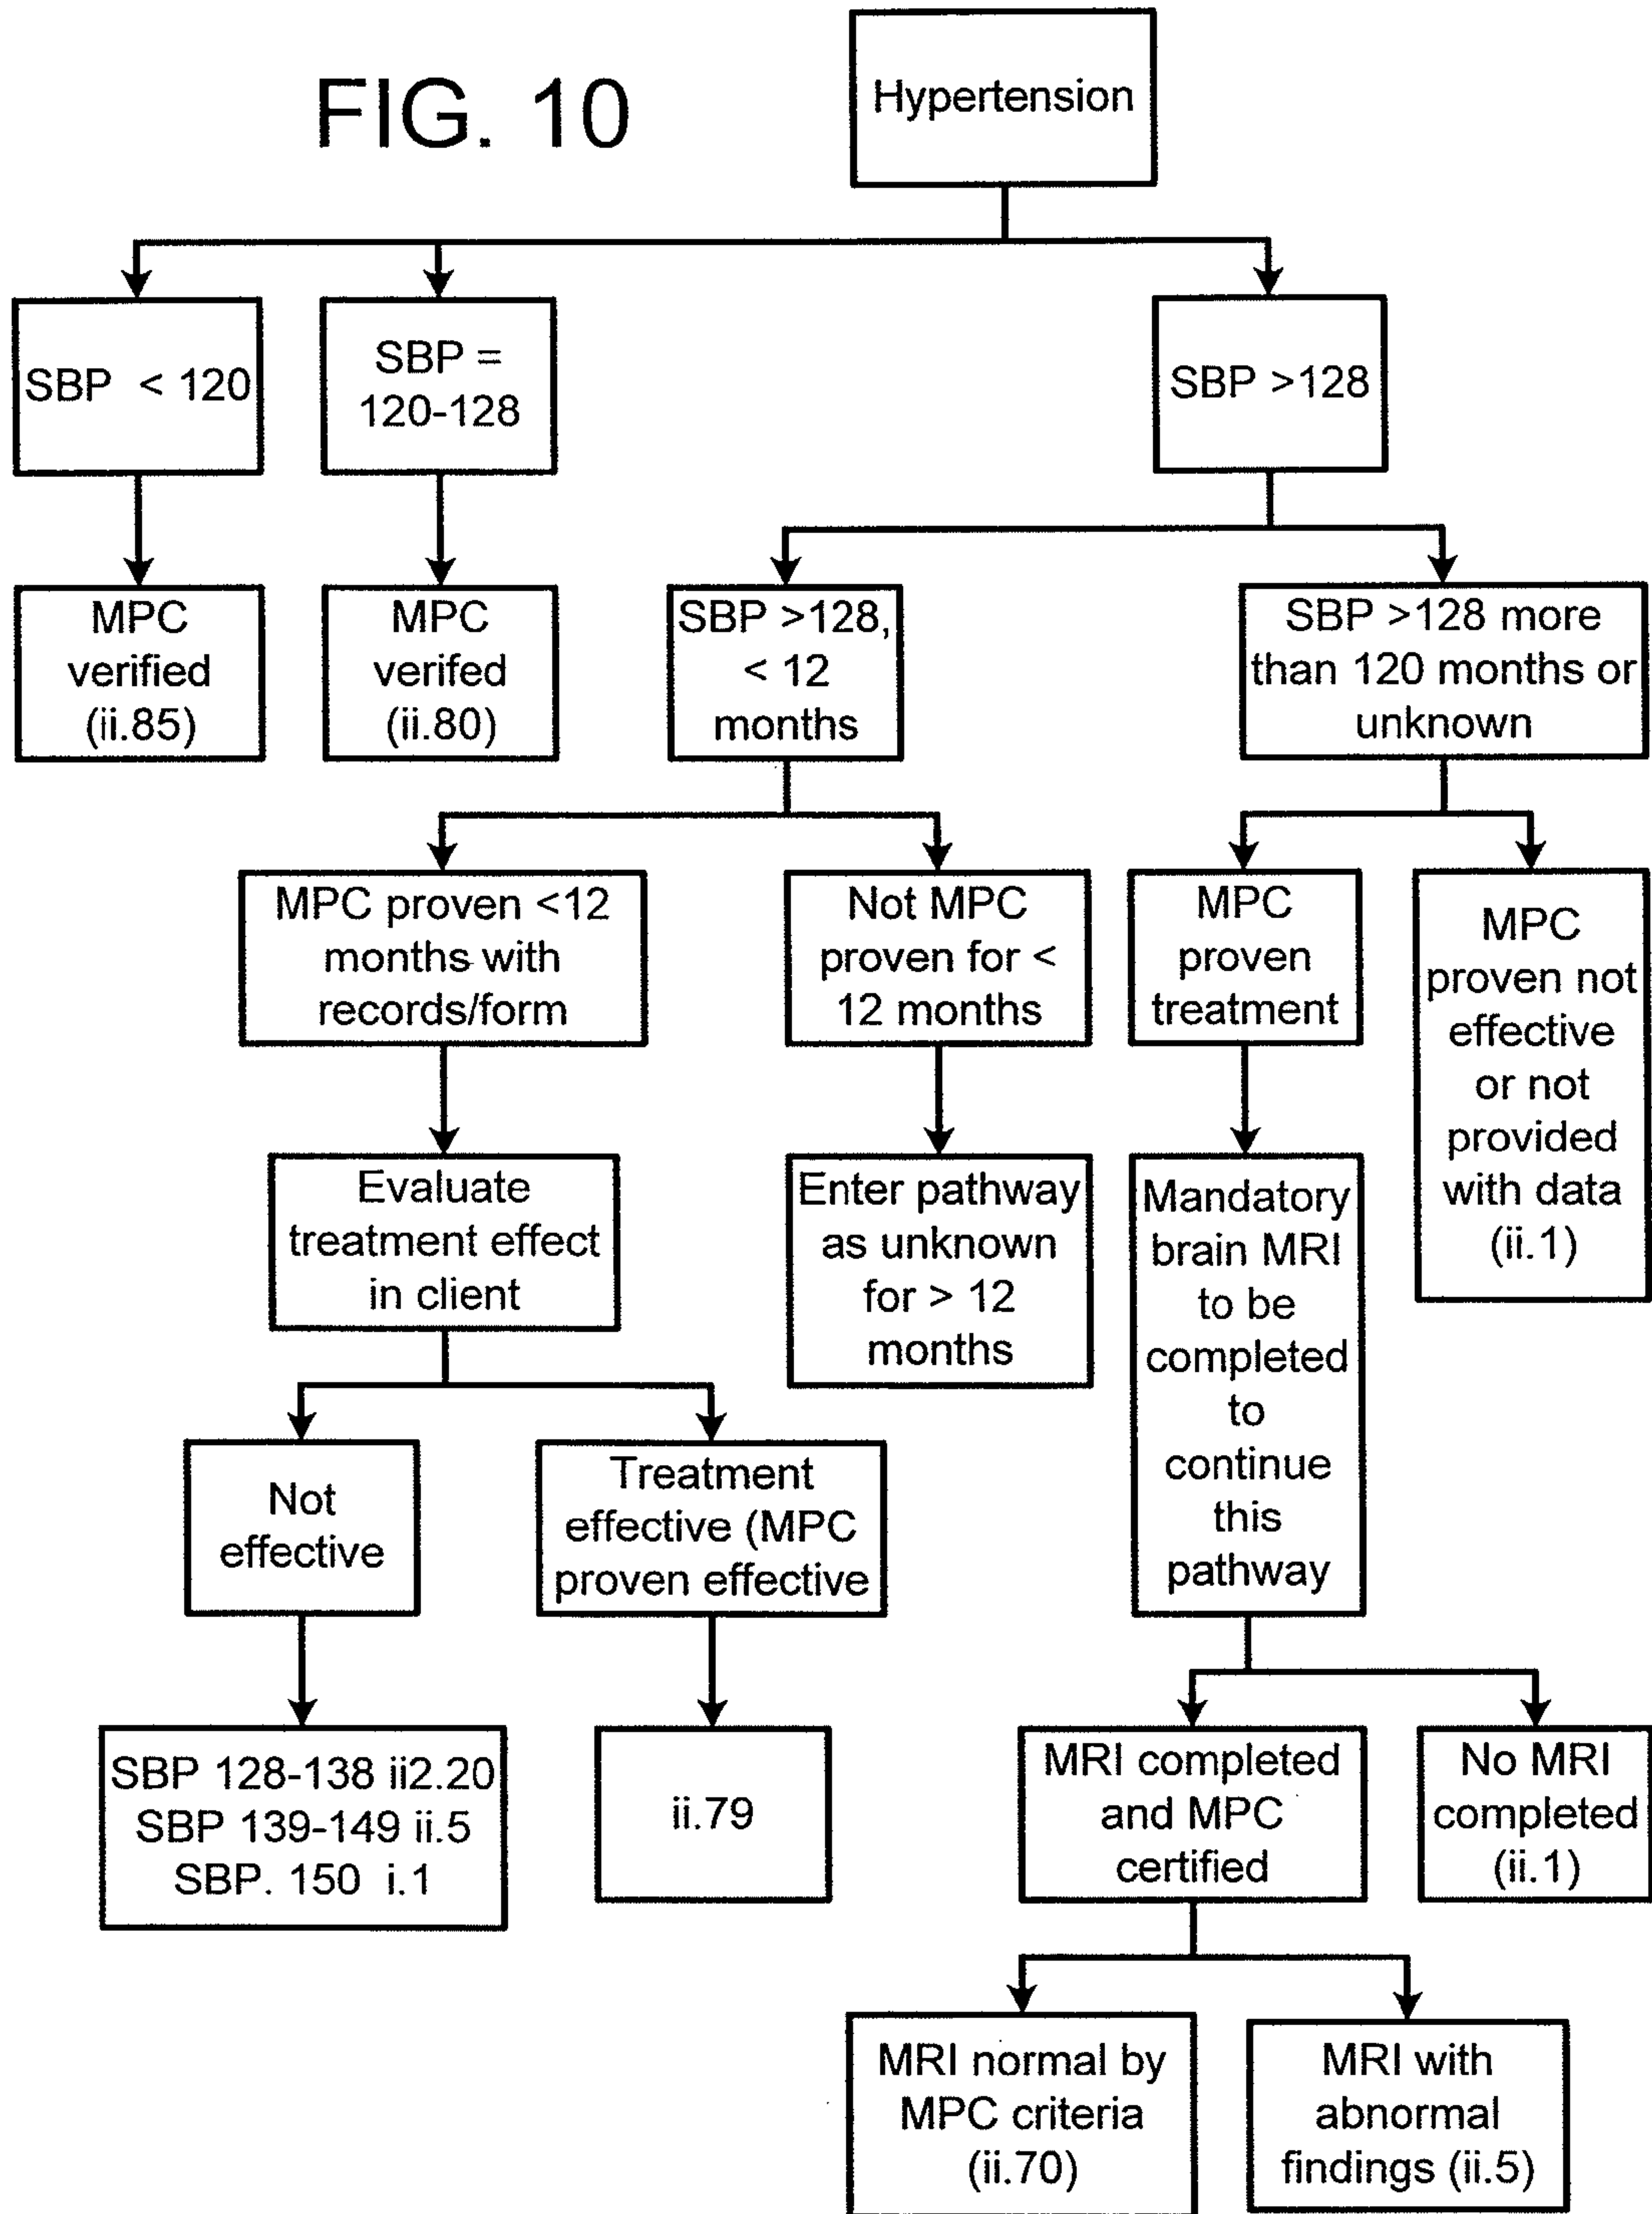 FIG. 10
Hypertension
SBP < 120
SBP =
120-128
SBP >128
MPC
verified
(ii.85)
MPC
verifed
(ii.80)
SBP >128,
< 12
months
SBP >128 more
than 120 months or
unknown
MPC proven <12
months with
records/form
Not MPC
proven for <
12 months
MPC
proven
treatment
MPC
proven not
effective
or not
provided
with data
(ii.1)
Evaluate
treatment effect
in client
Enter pathway
as unknown
for > 12
months
Mandatory
brain MRI
to be
completed
to
continue
this
pathway
Not
effective
Treatment
effective (MPC
proven effective
SBP 128-138 ii2.20
SBP 139-149 ii.5
SBP. 150 i.1
ii.79
MRI completed
and MPC
certified
No MRI
completed
(ii.1)
MRI normal by
MPC criteria
(ii.70)
MRI with
abnormal
findings (ii.5)